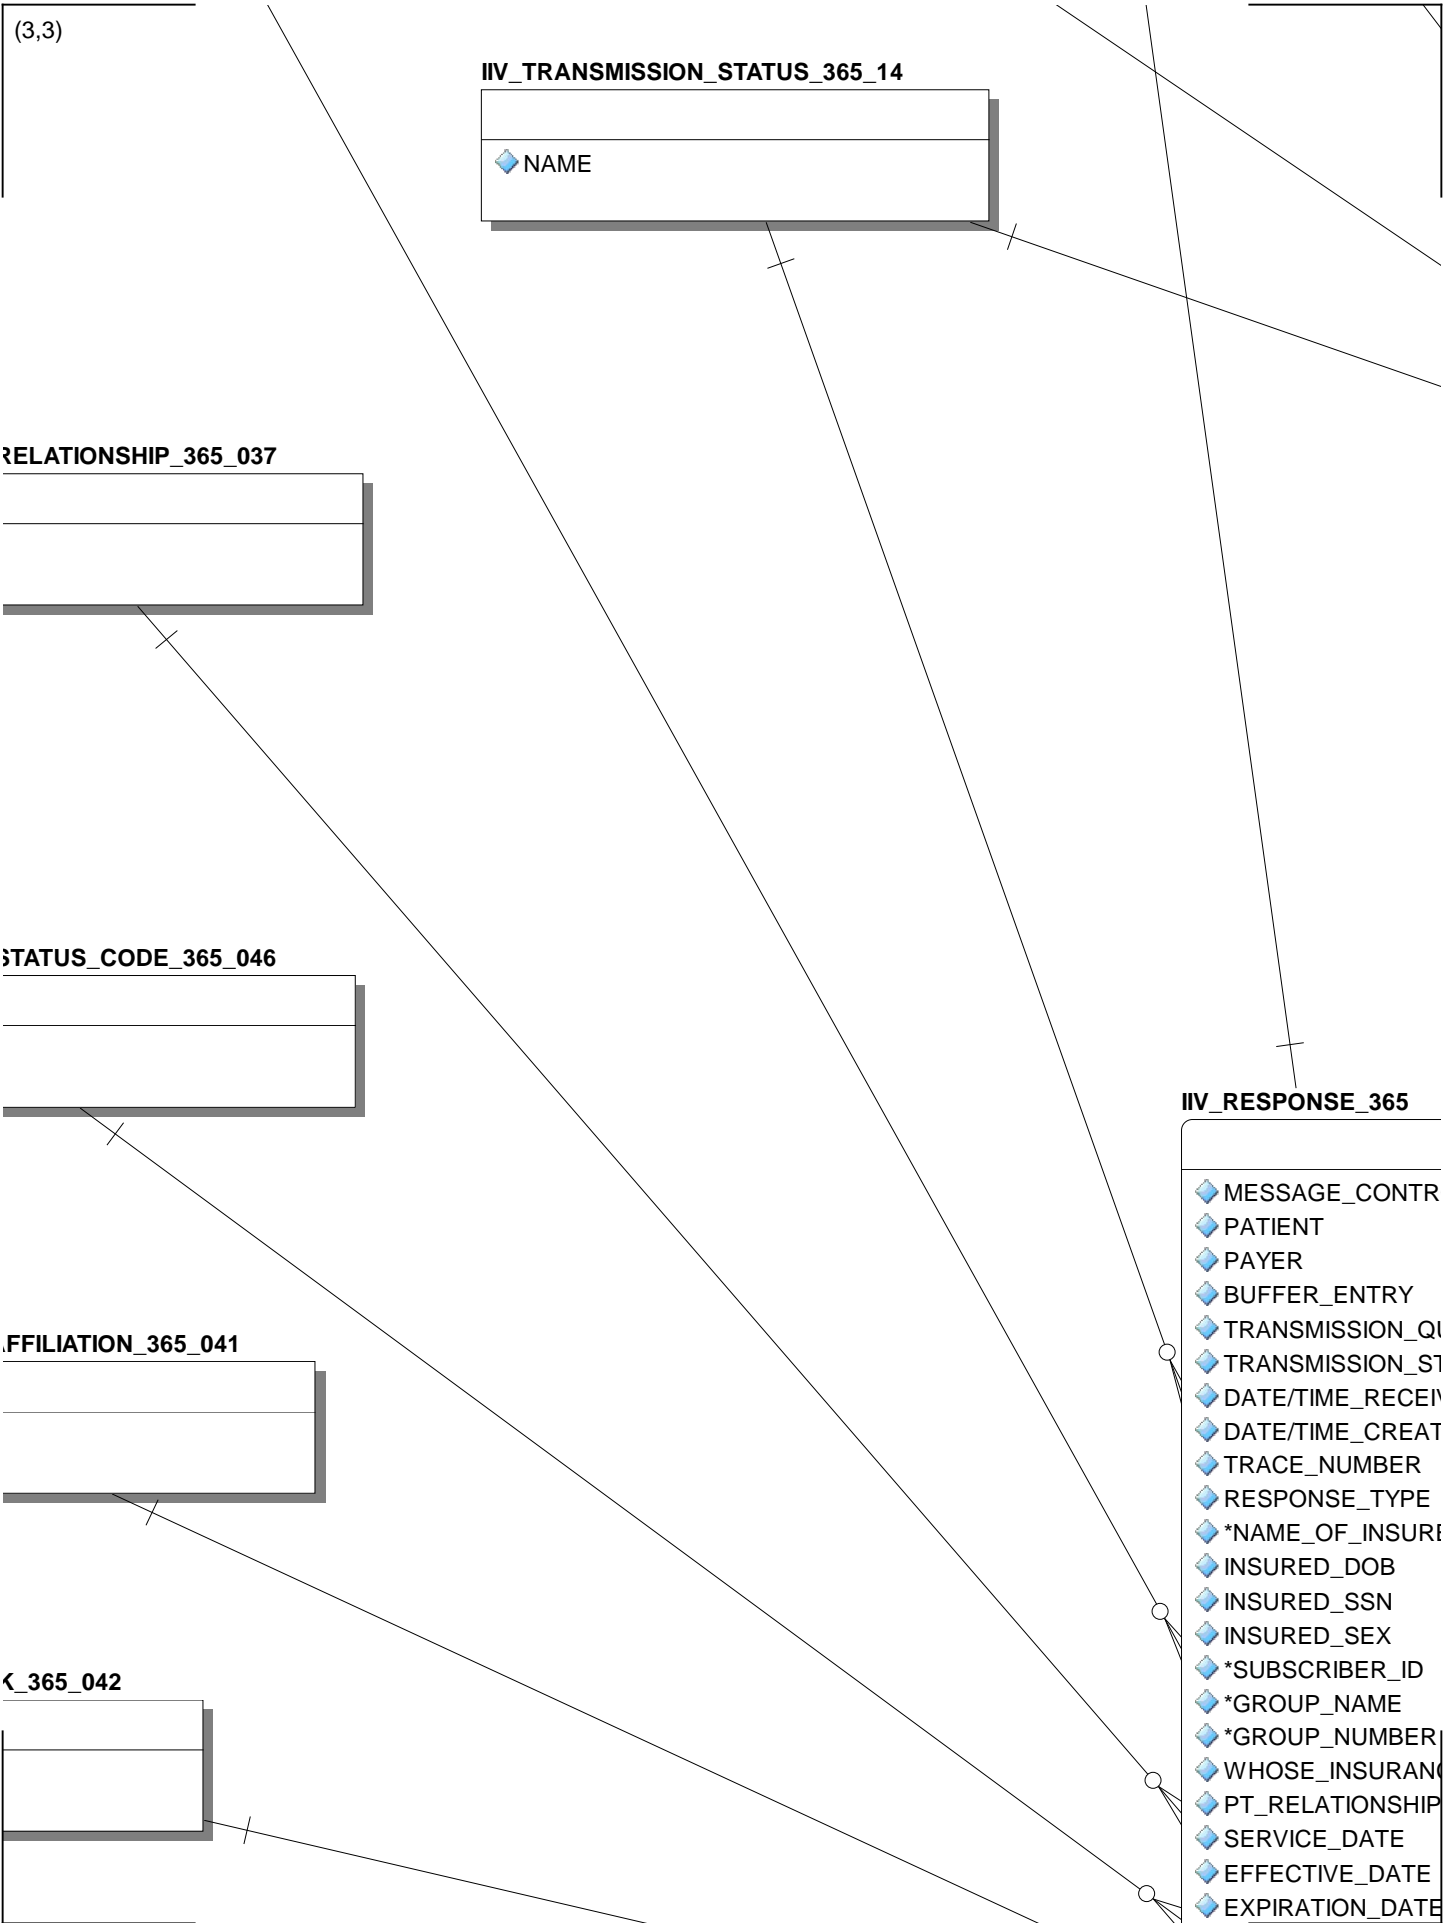 (3,3)
IIV_TRANSMISSION_STATUS_365_14
NAME
RELATIONSHIP_365_037
STATUS_CODE_365_046
IIV_RESPONSE_365
MESSAGE_CONTR
PATIENT
PAYER
BUFFER_ENTRY
TRANSMISSION_QU
TRANSMISSION_ST
DATE/TIME_RECEIV
DATE/TIME_CREAT
TRACE_NUMBER
RESPONSE_TYPE
*NAME_OF_INSURE
INSURED_DOB
INSURED_SSN
INSURED_SEX
*SUBSCRIBER_ID
*GROUP_NAME
*GROUP_NUMBER
WHOSE_INSURANC
PT_RELATIONSHIP
SERVICE_DATE
EFFECTIVE_DATE
EXPIRATION_DATE
AFFILIATION_365_041
K_365_042